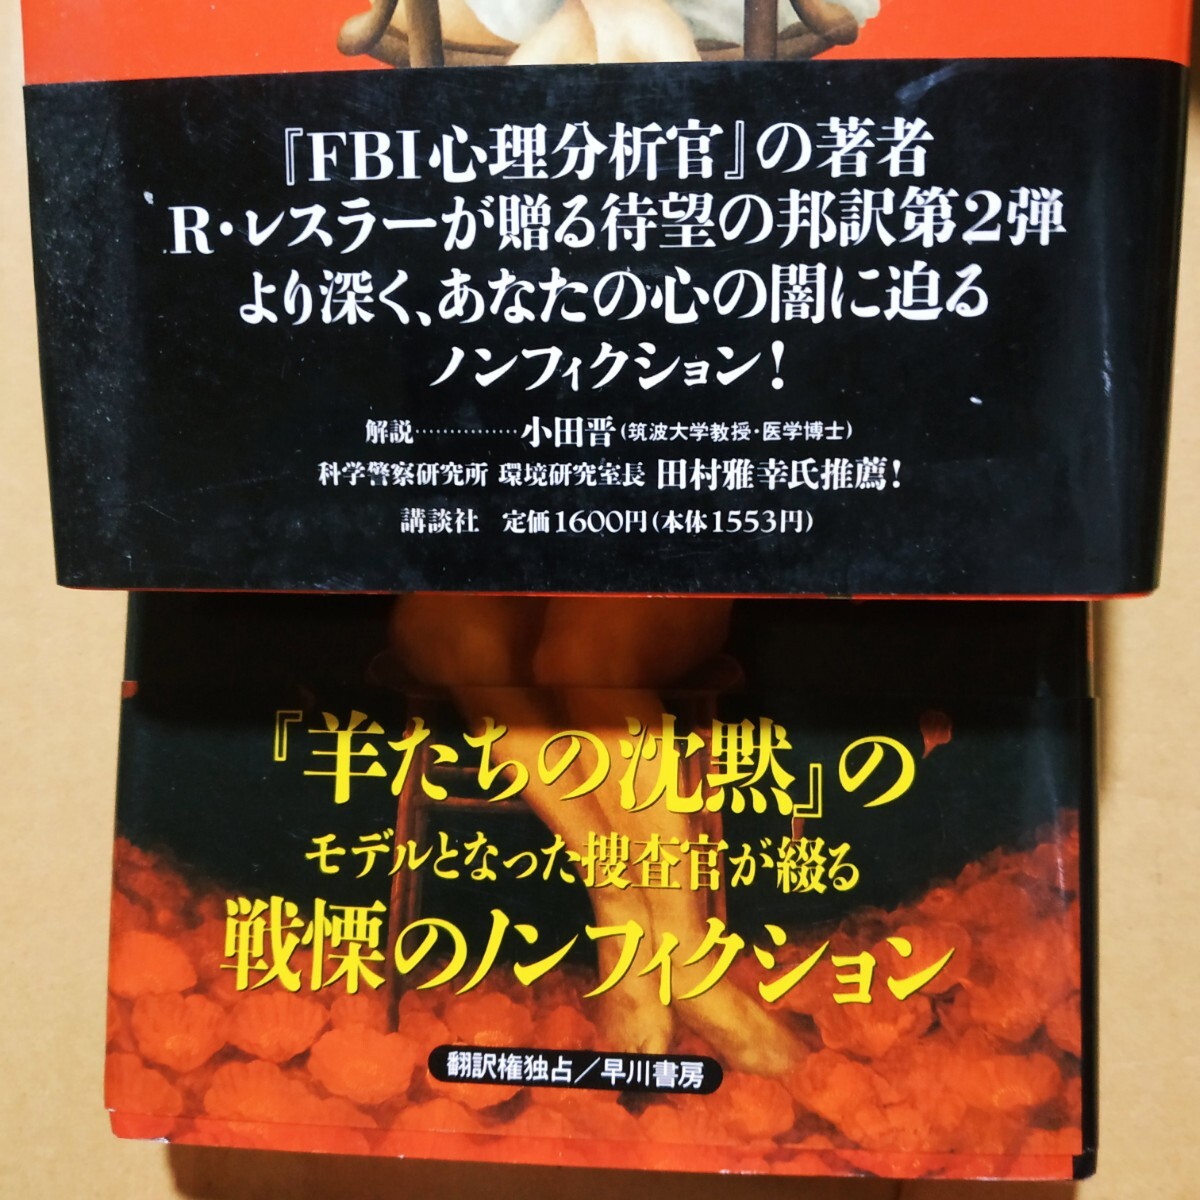 『FBI心理分析官』の著者
R・レスラーが贈る待望の邦訳第2弾
より深く、あなたの心の闇に迫る
ノンフィクション!
解説……………小田晋(筑波大学教授・医学博士)
科学警察研究所 環境研究室長 田村雅幸氏推薦!
講談社 定価1600円(本体1553円)
『羊たちの沈黙』の
モデルとなった捜査官が綴る
戦慄のノンフィクション
翻訳権独占/早川書房